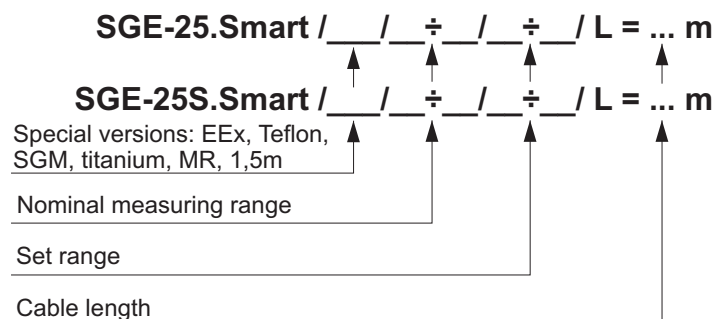 SGE-25.Smart /___/__÷__/__÷__/ L = ... m
SGE-25S.Smart /___/__÷__/__÷__/ L = ... m
Special versions: EEx, Teflon,
SGM, titanium, MR, 1,5m
Nominal measuring range
Set range
Cable length